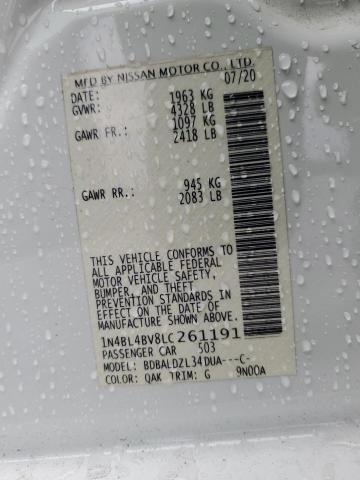 MFD BY NISSAN MOTOR CO., LTD.
DATE: 07/20
GVWR: 1963 KG
4328 LB
GAWR FR.: 1097 KG
2418 LB
GAWR RR.: 945 KG
2083 LB
THIS VEHICLE CONFORMS TO
ALL APPLICABLE FEDERAL
MOTOR VEHICLE SAFETY,
BUMPER, AND THEFT
PREVENTION STANDARDS IN
EFFECT ON THE DATE OF
MANUFACTURE SHOWN ABOVE.
1N4BL4BV8LC261191
PASSENGER CAR 503
MODEL: BDBALDZL34DUA---C-
COLOR: QAK TRIM: G 9N00A